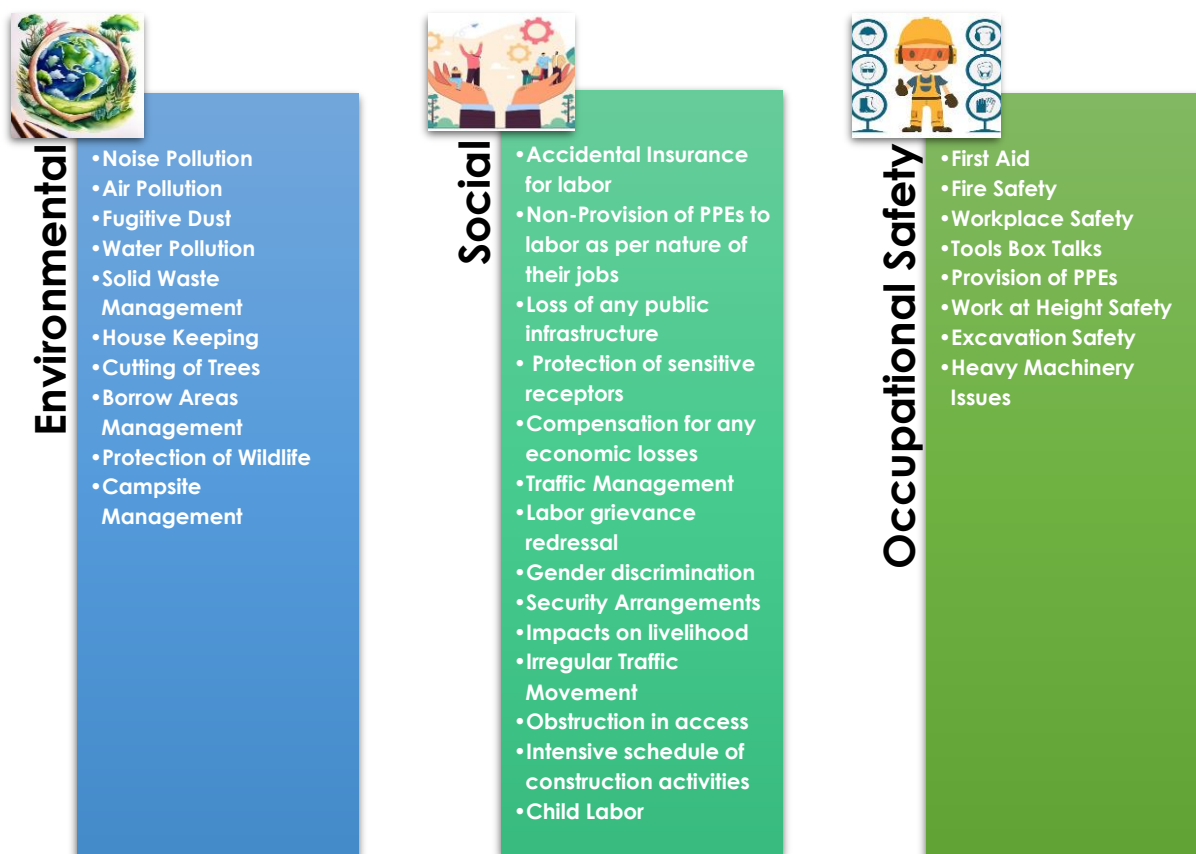 Environmental
•Noise Pollution
•Air Pollution
•Fugitive Dust
•Water Pollution
•Solid Waste
Management
•House Keeping
•Cutting of Trees
•Borrow Areas
Management
•Protection of Wildlife
•Campsite
Management
Social
•Accidental Insurance
for labor
•Non-Provision of PPEs to
labor as per nature of
their jobs
•Loss of any public
infrastructure
• Protection of sensitive
receptors
•Compensation for any
economic losses
•Traffic Management
•Labor grievance
redressal
•Gender discrimination
•Security Arrangements
•Impacts on livelihood
•Irregular Traffic
Movement
•Obstruction in access
•Intensive schedule of
construction activities
•Child Labor
Occupational Safety
•First Aid
•Fire Safety
•Workplace Safety
•Tools Box Talks
•Provision of PPEs
•Work at Height Safety
•Excavation Safety
•Heavy Machinery
Issues